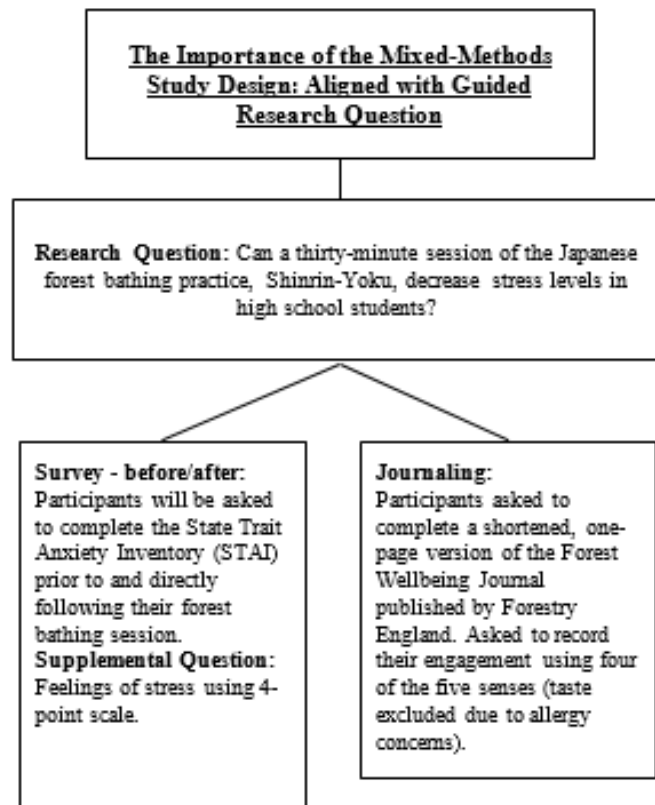 The Importance of the Mixed-Methods
Study Design: Aligned with Guided
Research Question
Research Question: Can a thirty-minute session of the Japanese
forest bathing practice, Shinrin-Yoku, decrease stress levels in
high school students?
Survey - before/after:
Participants will be asked
to complete the State Trait
Anxiety Inventory (STAI)
prior to and directly
following their forest
bathing session.
Supplemental Question:
Feelings of stress using 4-
point scale.
Journaling:
Participants asked to
complete a shortened, one-
page version of the Forest
Wellbeing Journal
published by Forestry
England. Asked to record
their engagement using four
of the five senses (taste
excluded due to allergy
concerns).